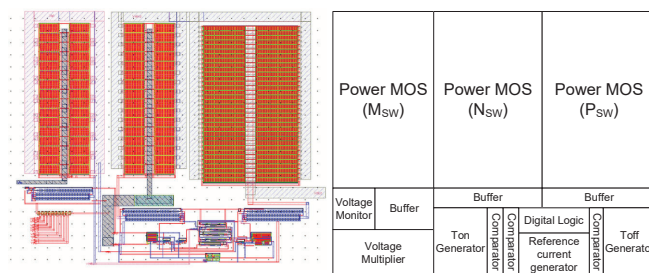 Power MOS
(MSW)
Power MOS
(NSW)
Power MOS
(PSW)
Voltage
Monitor
Buffer
Buffer
Buffer
Voltage
Multiplier
Ton
Generator
Comparator
Comparator
Digital Logic
Reference
current
generator
Comparator
Toff
Generator